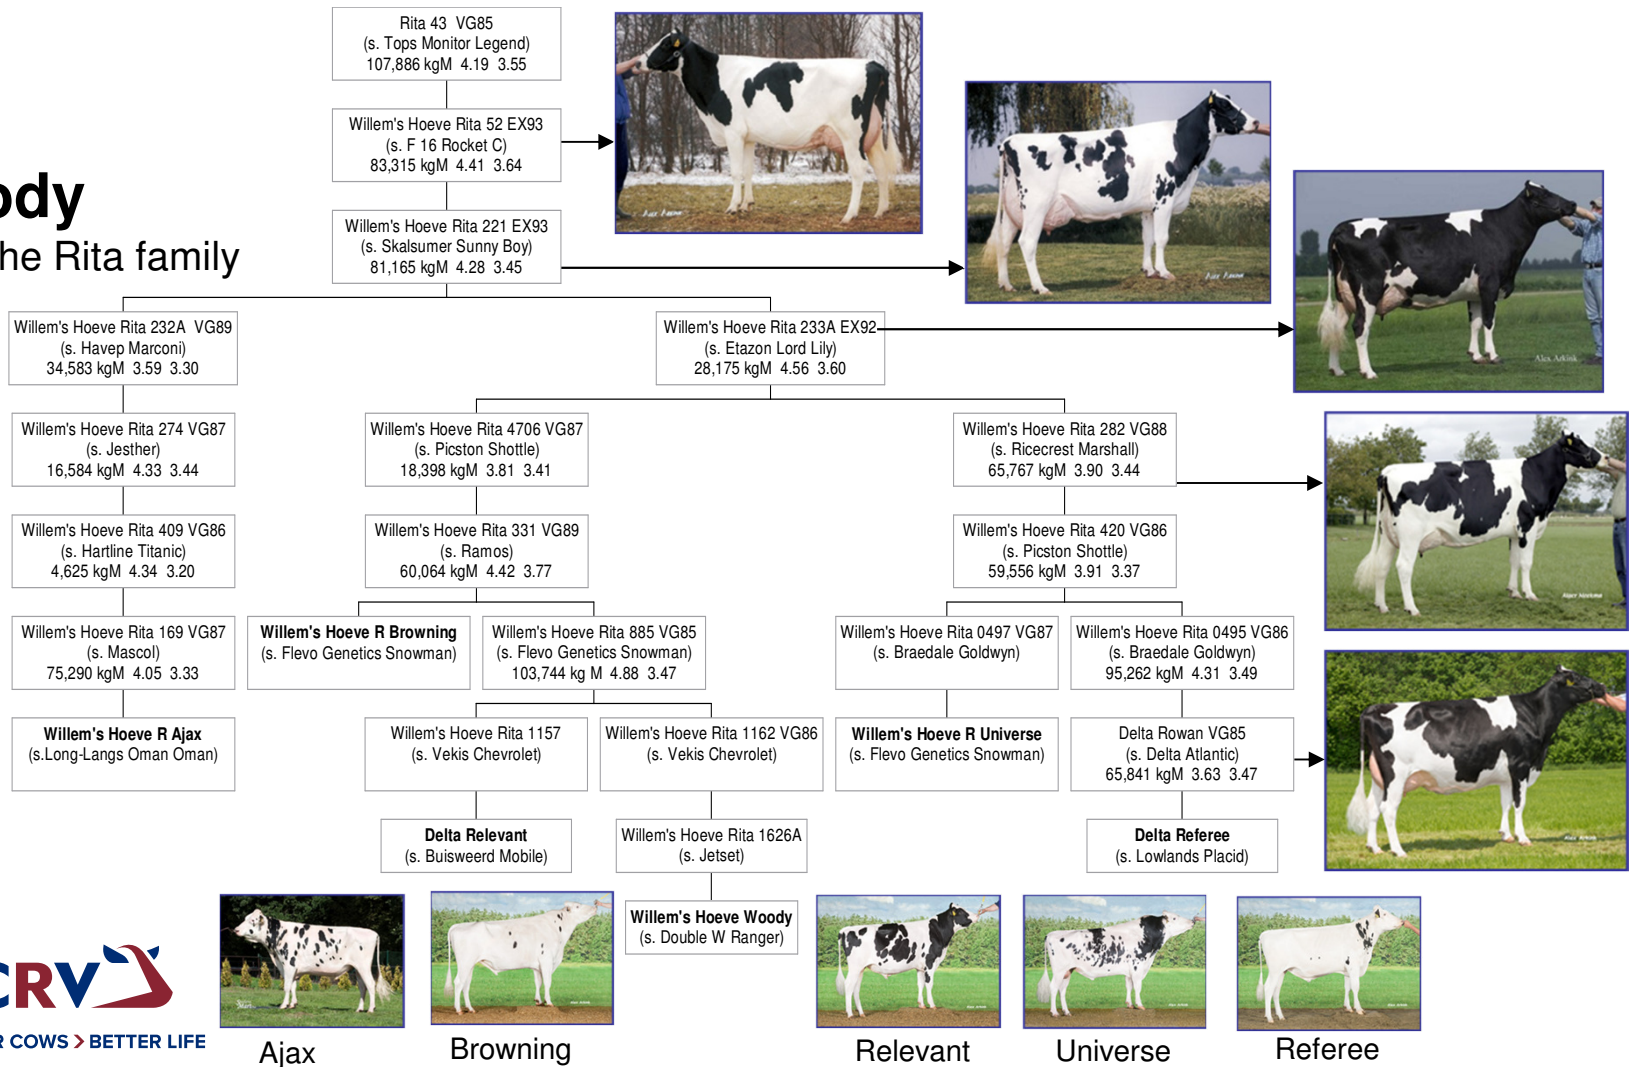 Rita 43 VG85
(s. Tops Monitor Legend)
107,886 kgM 4.19 3.55
Willem's Hoeve Rita 52 EX93
(s. F 16 Rocket C)
83,315 kgM 4.41 3.64
ody
he Rita family
Willem's Hoeve Rita 221 EX93
(s. Skalsumer Sunny Boy)
81,165 kgM 4.28 3.45
Willem's Hoeve Rita 232A VG89
(s. Havep Marconi)
34,583 kgM 3.59 3.30
Willem's Hoeve Rita 233A EX92
(s. Etazon Lord Lily)
28,175 kgM 4.56 3.60
Willem's Hoeve Rita 274 VG87
(s. Jesther)
16,584 kgM 4.33 3.44
Willem's Hoeve Rita 4706 VG87
(s. Picston Shottle)
18,398 kgM 3.81 3.41
Willem's Hoeve Rita 282 VG88
(s. Ricecrest Marshall)
65,767 kgM 3.90 3.44
Willem's Hoeve Rita 409 VG86
(s. Hartline Titanic)
4,625 kgM 4.34 3.20
Willem's Hoeve Rita 331 VG89
(s. Ramos)
60,064 kgM 4.42 3.77
Willem's Hoeve Rita 420 VG86
(s. Picston Shottle)
59,556 kgM 3.91 3.37
Willem's Hoeve Rita 169 VG87
(s. Mascol)
75,290 kgM 4.05 3.33
Willem's Hoeve R Browning
(s. Flevo Genetics Snowman)
Willem's Hoeve Rita 885 VG85
(s. Flevo Genetics Snowman)
103,744 kg M 4.88 3.47
Willem's Hoeve Rita 0497 VG87
(s. Braedale Goldwyn)
Willem's Hoeve Rita 0495 VG86
(s. Braedale Goldwyn)
95,262 kgM 4.31 3.49
Willem's Hoeve R Ajax
(s.Long-Langs Oman Oman)
Willem's Hoeve Rita 1157
(s. Vekis Chevrolet)
Willem's Hoeve Rita 1162 VG86
(s. Vekis Chevrolet)
Willem's Hoeve R Universe
(s. Flevo Genetics Snowman)
Delta Rowan VG85
(s. Delta Atlantic)
65,841 kgM 3.63 3.47
Delta Relevant
(s. Buisweerd Mobile)
Willem's Hoeve Rita 1626A
(s. Jetset)
Delta Referee
(s. Lowlands Placid)
Willem's Hoeve Woody
(s. Double W Ranger)
Alex Arkink
CRV
R COWS > BETTER LIFE
Ajax
Browning
Relevant
Universe
Referee